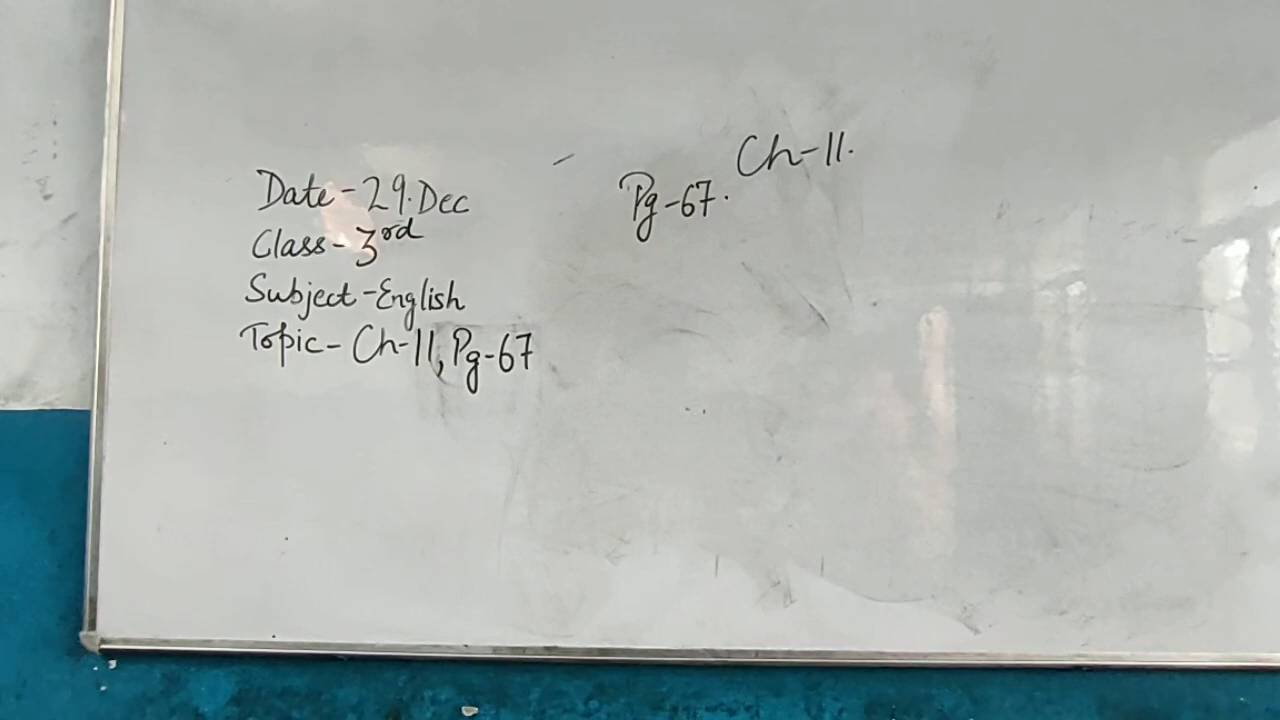 Date-29.Dec
Class-3rd
Subject-English
Topic-Ch-11, Pg-67
Ch-11.
Pg-67.